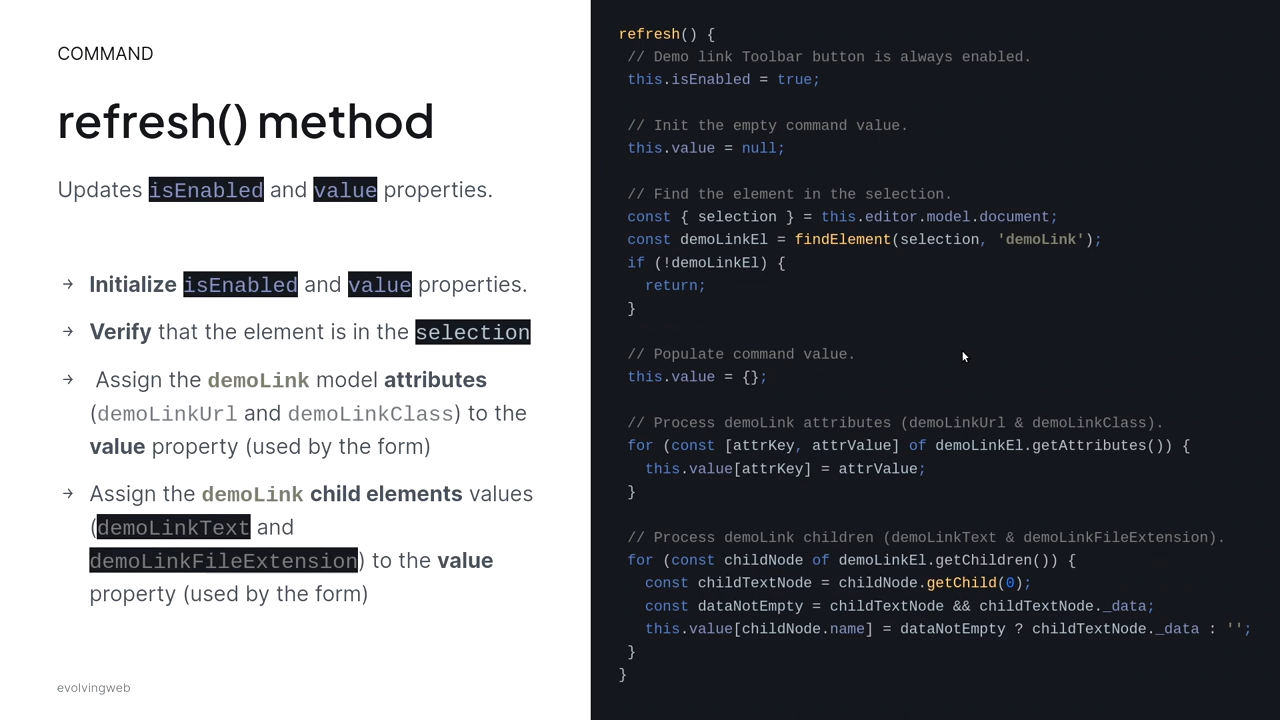 COMMAND
refresh() method
Updates isEnabled and value properties.
→ Initialize isEnabled and value properties.
→ Verify that the element is in the selection
→ Assign the demoLink model attributes
(demoLinkUrl and demoLinkClass) to the
value property (used by the form)
→ Assign the demoLink child elements values
(demoLinkText and
demoLinkFileExtension) to the value
property (used by the form)
evolvingweb
refresh() {
 // Demo link Toolbar button is always enabled.
 this.isEnabled = true;

 // Init the empty command value.
 this.value = null;

 // Find the element in the selection.
 const { selection } = this.editor.model.document;
 const demoLinkEl = findElement(selection, 'demoLink');
 if (!demoLinkEl) {
   return;
 }

 // Populate command value.
 this.value = {};

 // Process demoLink attributes (demoLinkUrl & demoLinkClass).
 for (const [attrKey, attrValue] of demoLinkEl.getAttributes()) {
   this.value[attrKey] = attrValue;
 }

 // Process demoLink children (demoLinkText & demoLinkFileExtension).
 for (const childNode of demoLinkEl.getChildren()) {
   const childTextNode = childNode.getChild(0);
   const dataNotEmpty = childTextNode && childTextNode._data;
   this.value[childNode.name] = dataNotEmpty ? childTextNode._data : '';
 }
}